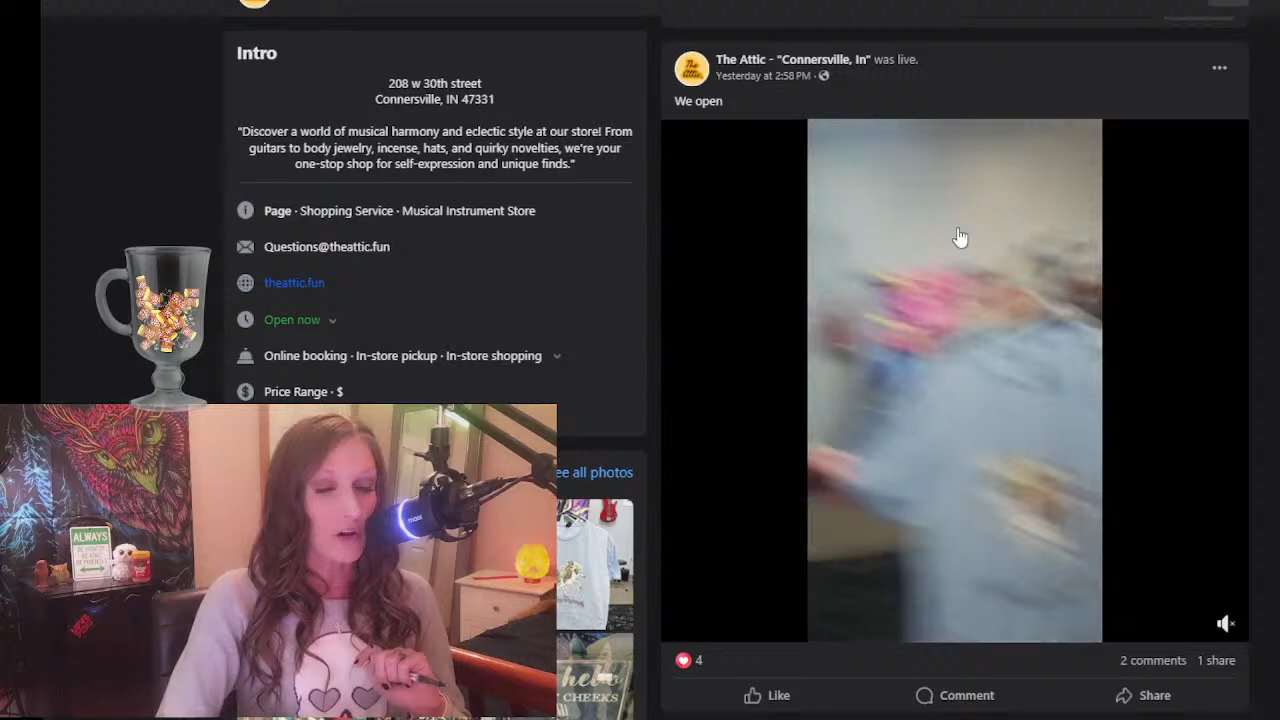 Intro
208 w 30th street
Connersville, IN 47331
"Discover a world of musical harmony and eclectic style at our store! From
guitars to body jewelry, incense, hats, and quirky novelties, we're your
one-stop shop for self-expression and unique finds."
Page · Shopping Service · Musical Instrument Store
Questions@theattic.fun
theattic.fun
Open now
Online booking · In-store pickup · In-store shopping
Price Range · $
ee all photos
The Attic - "Connersville, In" was live.
Yesterday at 2:58 PM ·
The
Attic
We open
4
2 comments 1 share
Like
Comment
Share
ALWAYS
hello
CHEEKS